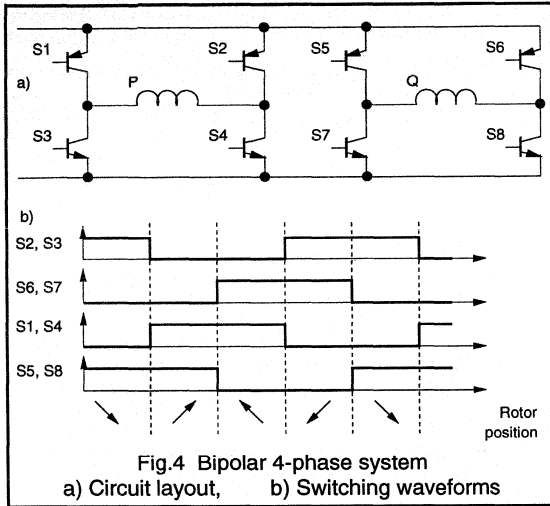 S1 S2 S5 S6
a) P Q
S3 S4 S7 S8
b)
S2, S3
S6, S7
S1, S4
S5, S8
Rotor
position
Fig.4 Bipolar 4-phase system
a) Circuit layout, b) Switching waveforms